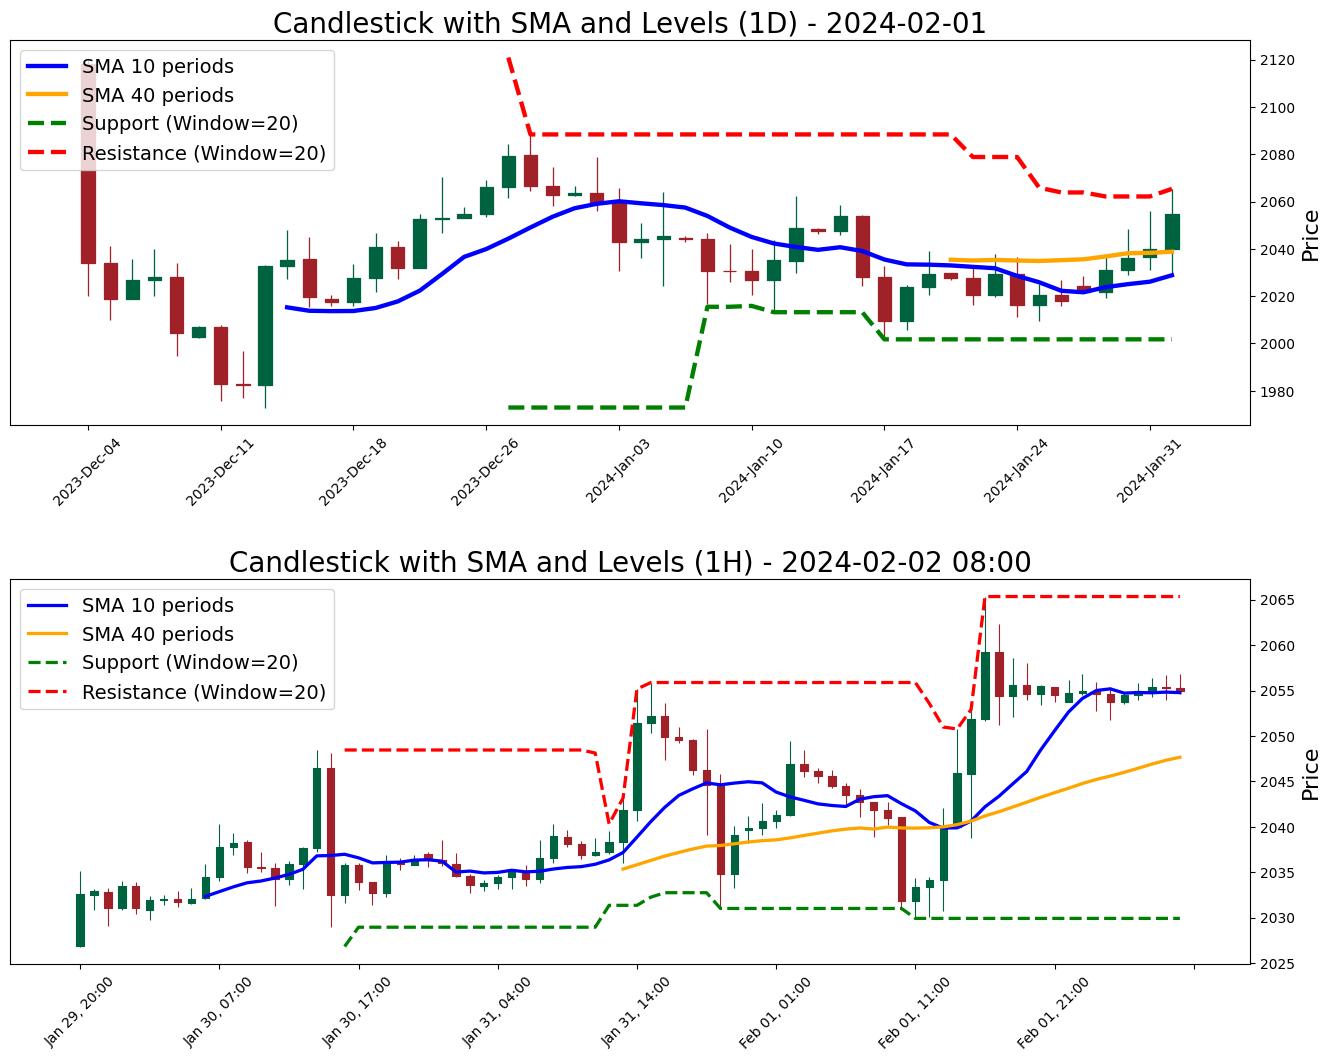 Candlestick with SMA and Levels (1D) - 2024-02-01
SMA 10 periods
SMA 40 periods
Support (Window=20)
Resistance (Window=20)
2120
2100
2080
2060
2040
2020
2000
1980
Price
2023-Dec-04
2023-Dec-11
2023-Dec-18
2023-Dec-26
2024-Jan-03
2024-Jan-10
2024-Jan-17
2024-Jan-24
2024-Jan-31
Candlestick with SMA and Levels (1H) - 2024-02-02 08:00
SMA 10 periods
SMA 40 periods
Support (Window=20)
Resistance (Window=20)
2065
2060
2055
2050
2045
2040
2035
2030
2025
Price
Jan 29, 20:00
Jan 30, 07:00
Jan 30, 17:00
Jan 31, 04:00
Jan 31, 14:00
Feb 01, 01:00
Feb 01, 11:00
Feb 01, 21:00